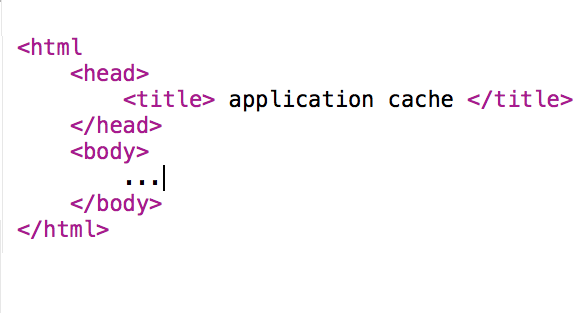 <html
<head>
<title> application cache </title>
</head>
<body>
...
</body>
</html>